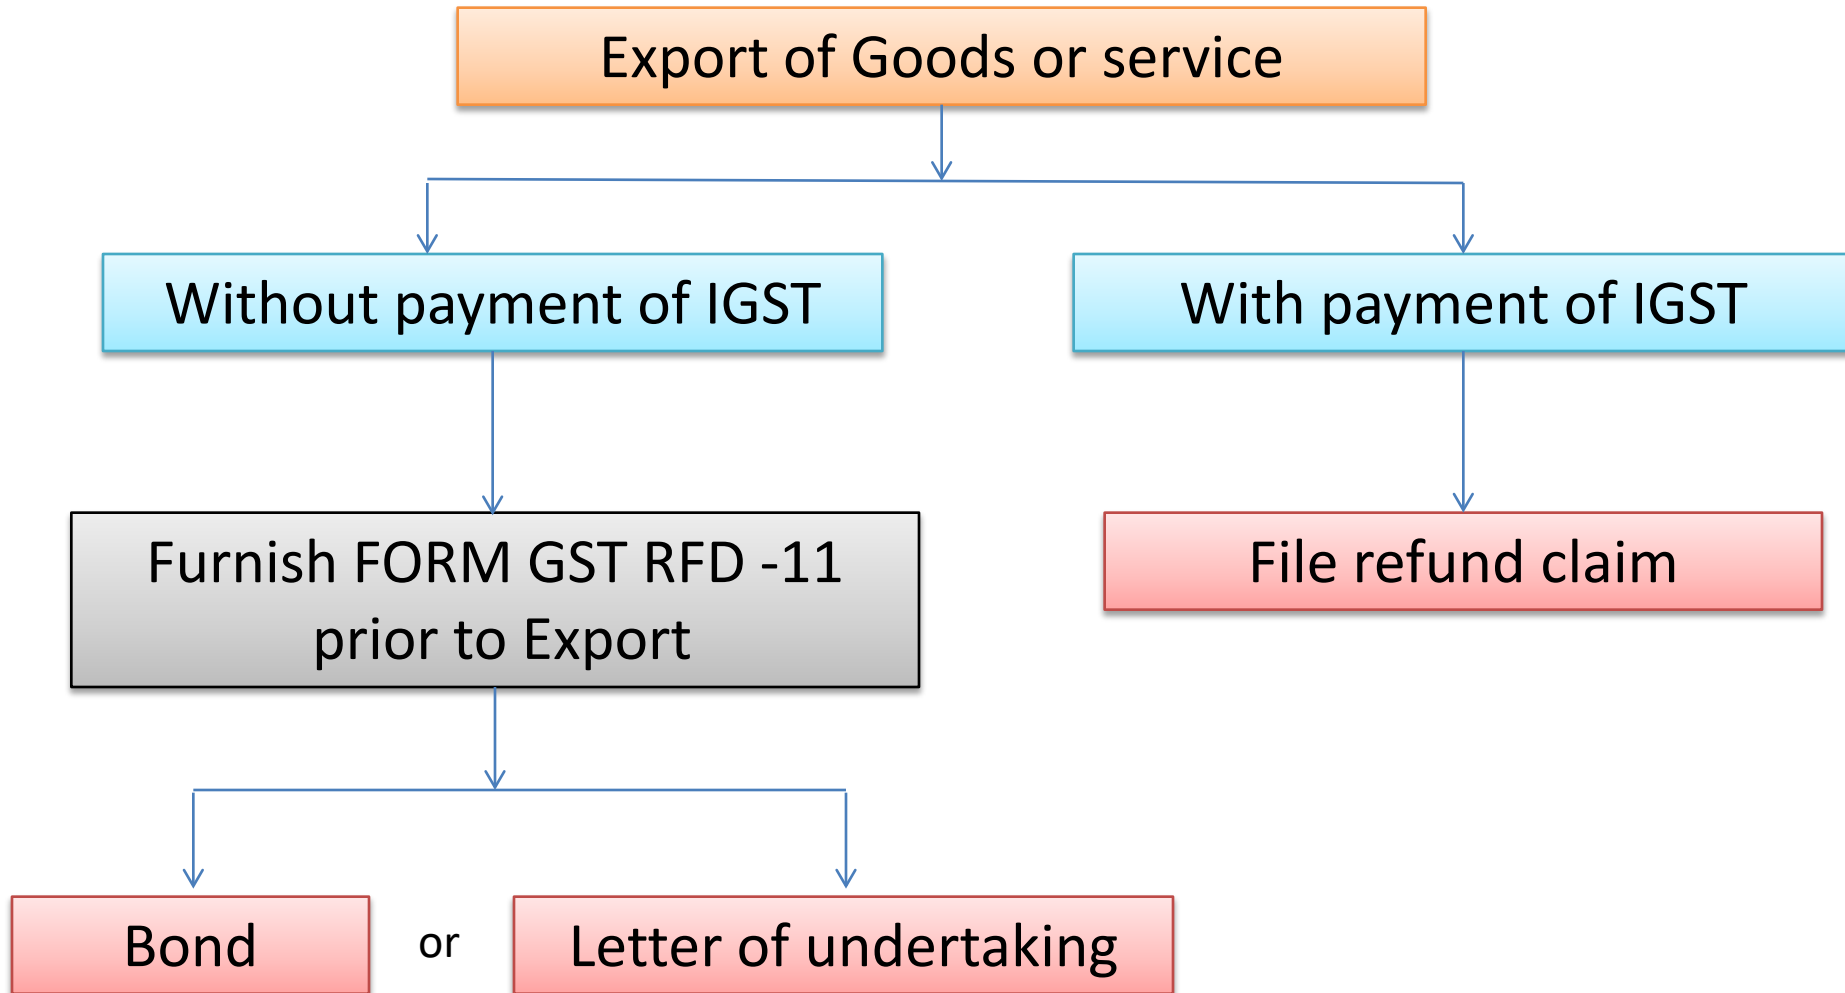 Export of Goods or service
Without payment of IGST
With payment of IGST
Furnish FORM GST RFD -11
prior to Export
File refund claim
Bond
or
Letter of undertaking